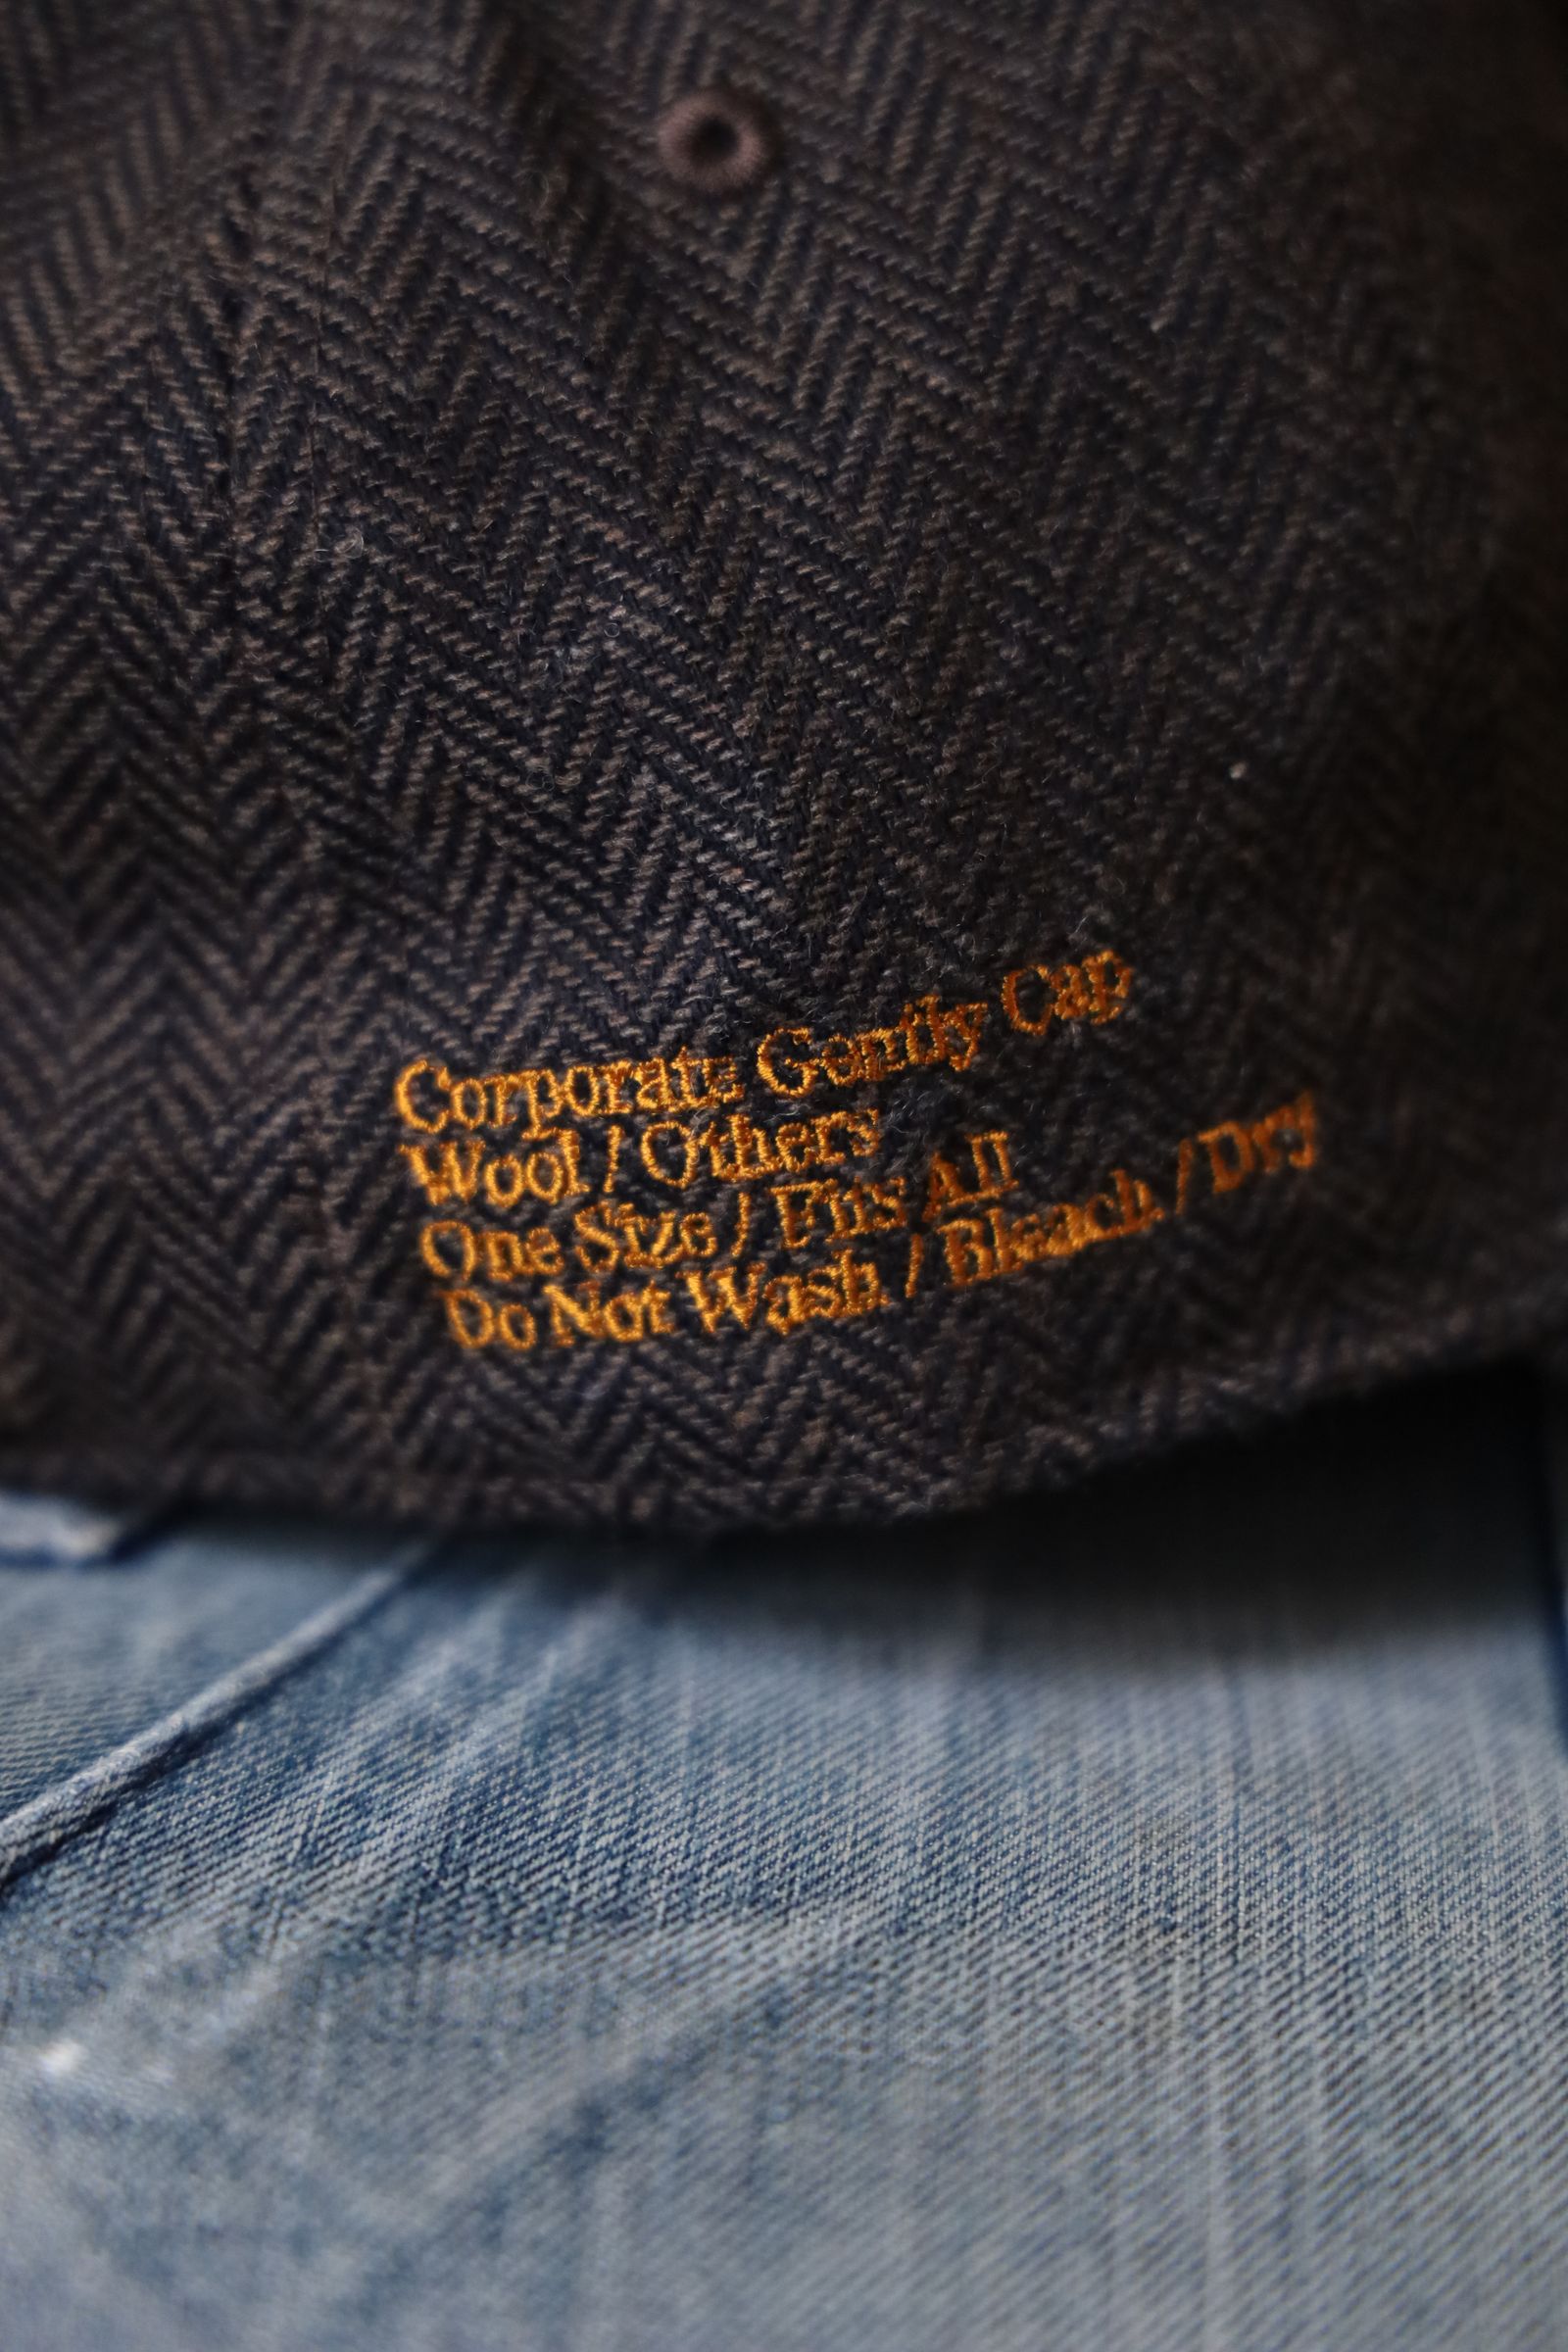 Corporate Gently Cap
Wool / Others
One Size / Fits All
Do Not Wash / Bleach / Dry